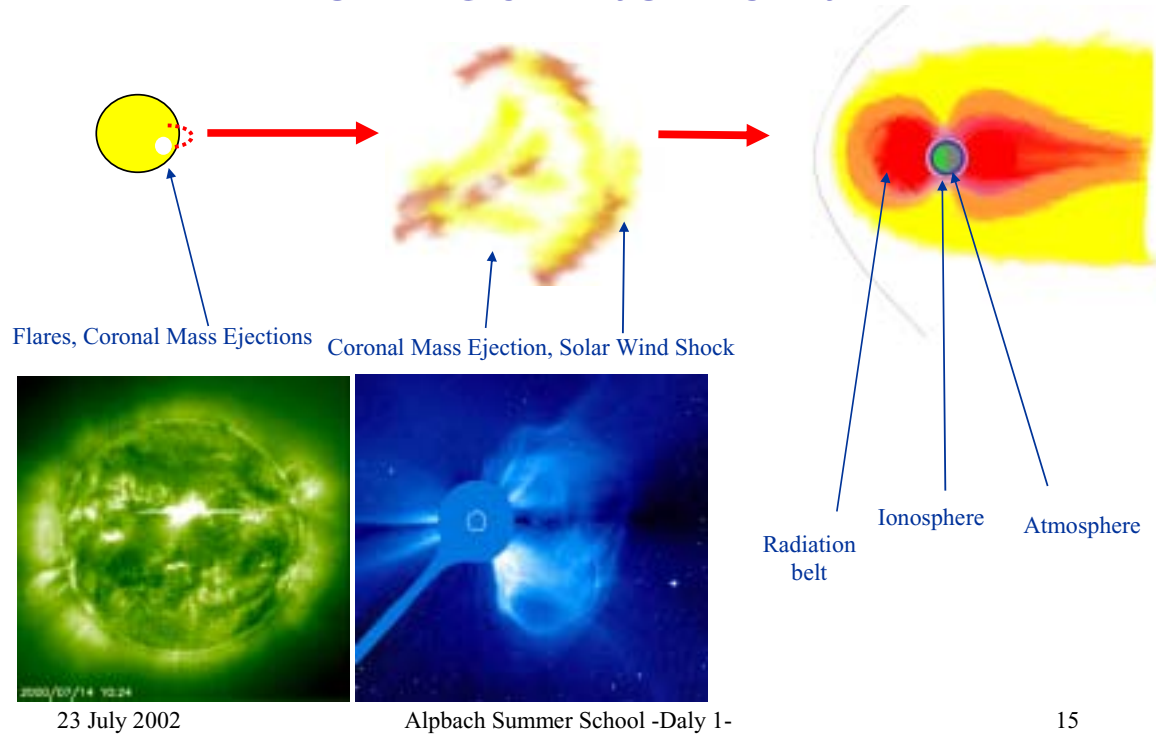 Flares, Coronal Mass Ejections
Coronal Mass Ejection, Solar Wind Shock
Radiation
belt
Ionosphere
Atmosphere
2000/07/14 10:24
23 July 2002
Alpbach Summer School -Daly 1-
15